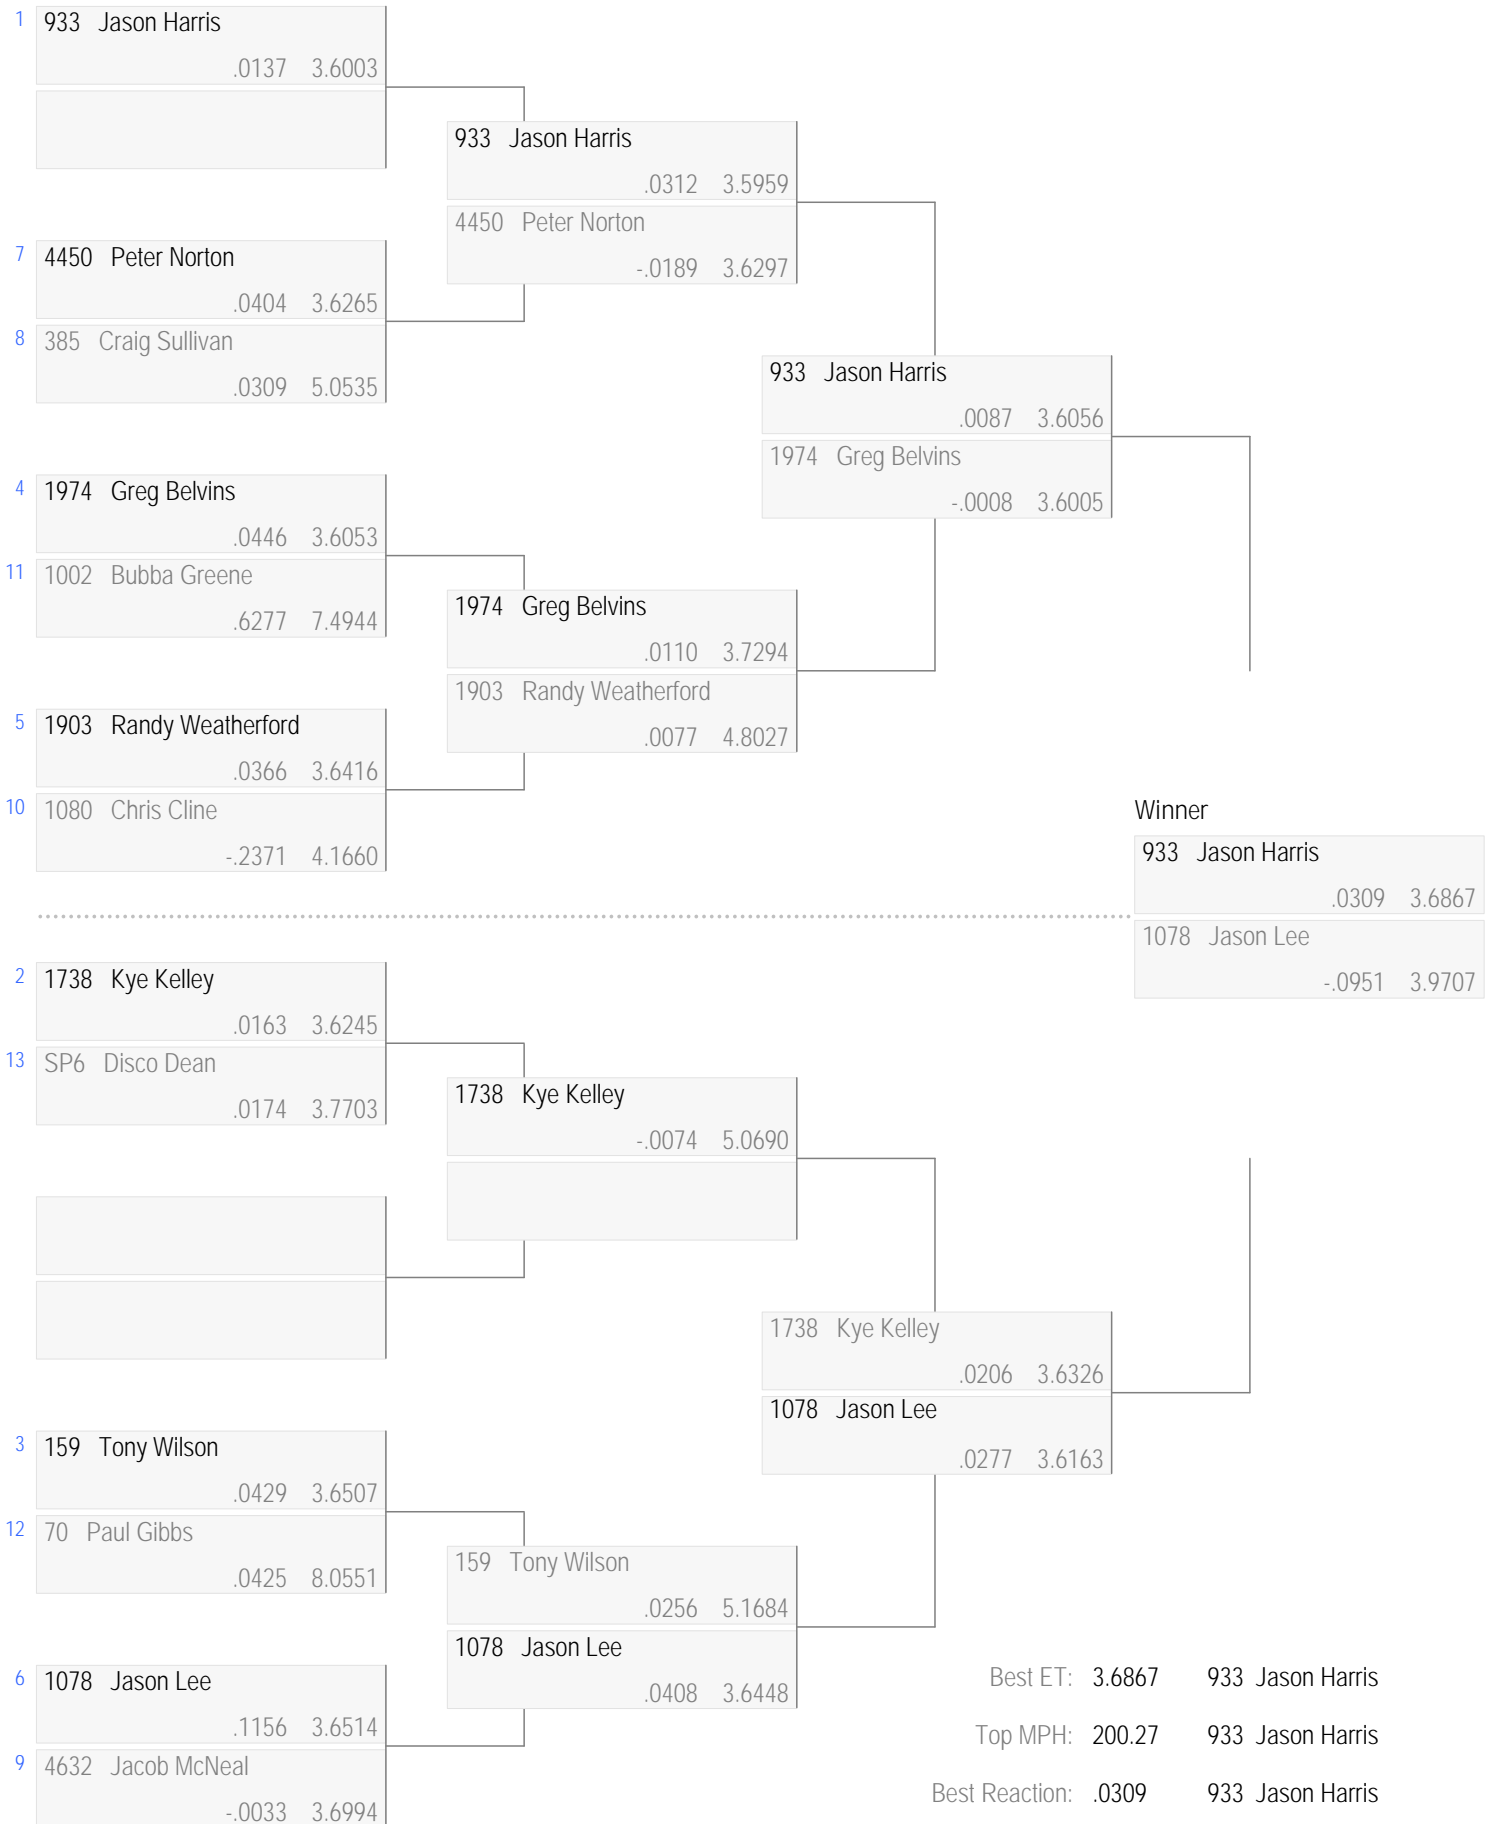 1 933 Jason Harris
.0137 3.6003
933 Jason Harris
.0312 3.5959
4450 Peter Norton
-.0189 3.6297
7 4450 Peter Norton
.0404 3.6265
8 385 Craig Sullivan
.0309 5.0535
933 Jason Harris
.0087 3.6056
1974 Greg Belvins
-.0008 3.6005
4 1974 Greg Belvins
.0446 3.6053
11 1002 Bubba Greene
.6277 7.4944
1974 Greg Belvins
.0110 3.7294
1903 Randy Weatherford
.0077 4.8027
5 1903 Randy Weatherford
.0366 3.6416
10 1080 Chris Cline
-.2371 4.1660
Winner
933 Jason Harris
.0309 3.6867
1078 Jason Lee
-.0951 3.9707
2 1738 Kye Kelley
.0163 3.6245
13 SP6 Disco Dean
.0174 3.7703
1738 Kye Kelley
-.0074 5.0690
1738 Kye Kelley
.0206 3.6326
1078 Jason Lee
.0277 3.6163
3 159 Tony Wilson
.0429 3.6507
12 70 Paul Gibbs
.0425 8.0551
159 Tony Wilson
.0256 5.1684
1078 Jason Lee
.0408 3.6448
6 1078 Jason Lee
.1156 3.6514
9 4632 Jacob McNeal
-.0033 3.6994
Best ET: 3.6867 933 Jason Harris
Top MPH: 200.27 933 Jason Harris
Best Reaction: .0309 933 Jason Harris